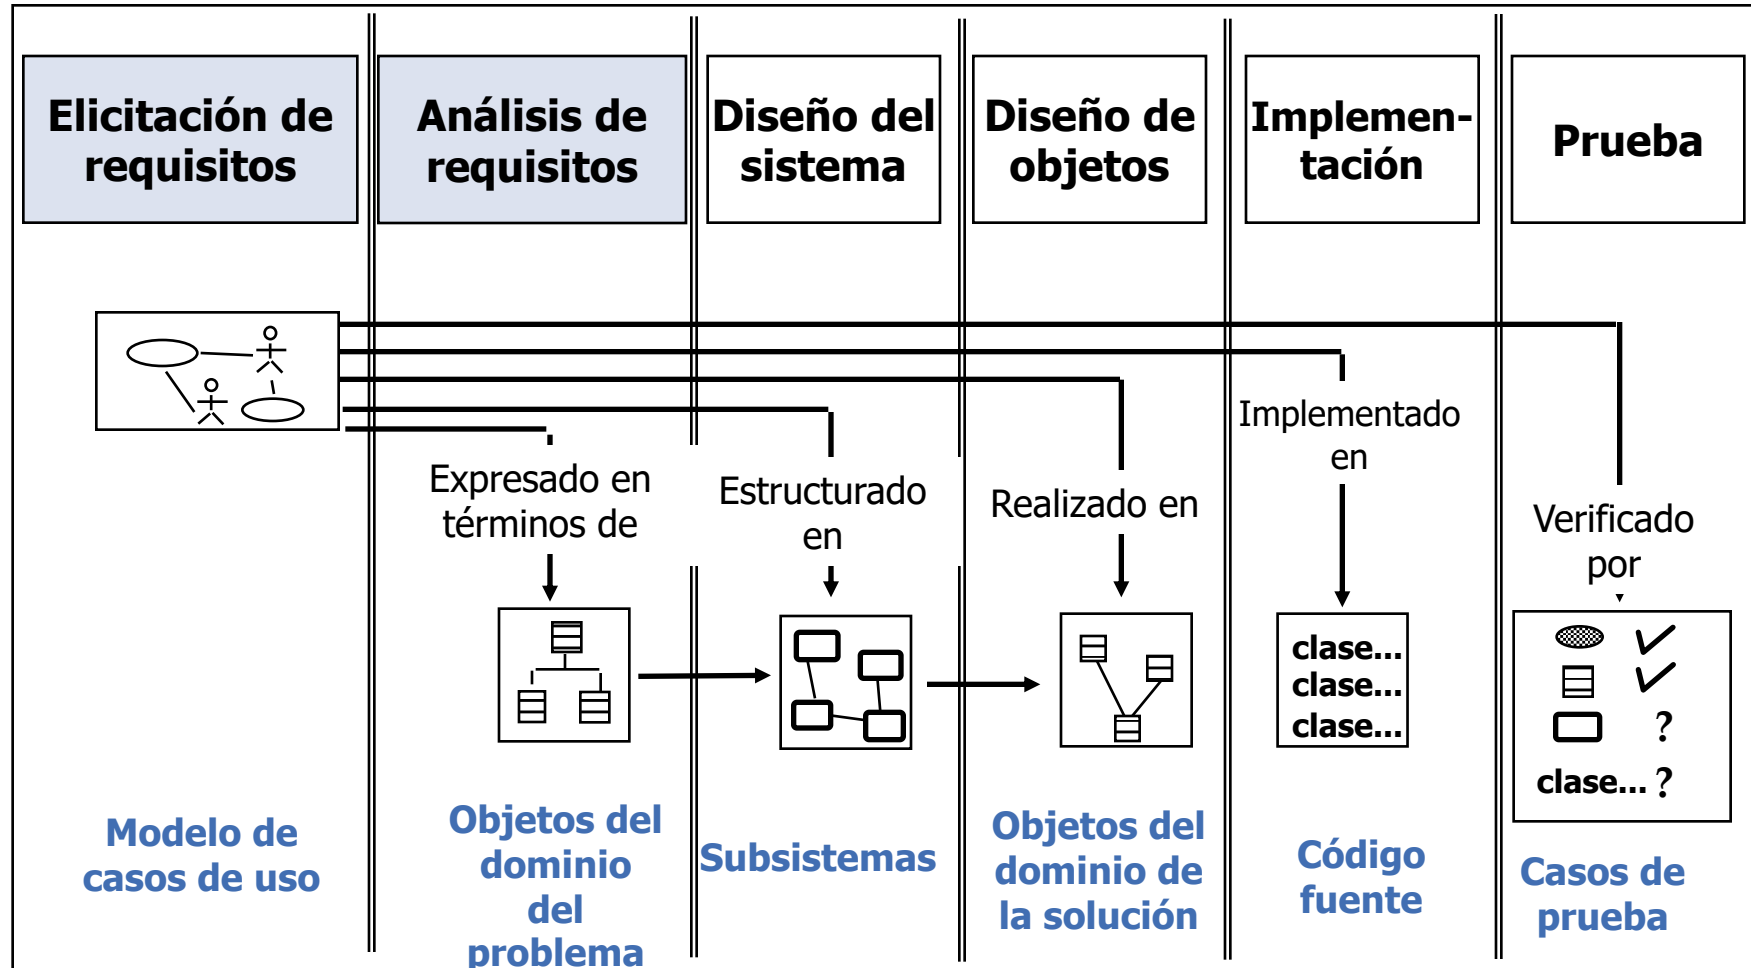 Elicitación de
requisitos
Análisis de
requisitos
Diseño del
sistema
Diseño de
objetos
Implemen-
tación
Prueba
Expresado en
términos de
Estructurado
en
Realizado en
Implementado
en
Verificado
por
clase...
clase...
clase...
?
clase... ?
Modelo de
casos de uso
Objetos del
dominio
del
problema
Subsistemas
Objetos del
dominio de
la solución
Código
fuente
Casos de
prueba